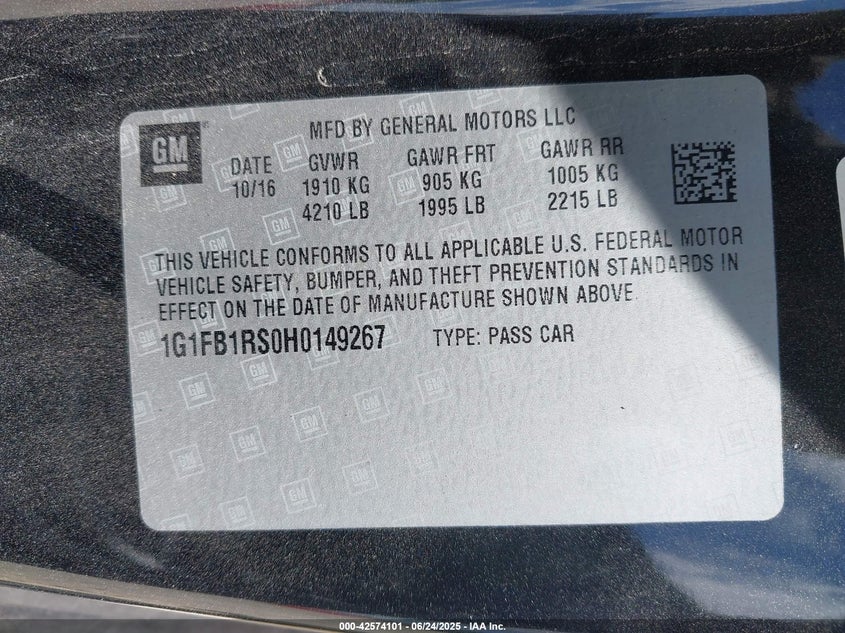 GM
MFD BY GENERAL MOTORS LLC
DATE GVWR GAWR FRT GAWR RR
10/16 1910 KG 905 KG 1005 KG
4210 LB 1995 LB 2215 LB
THIS VEHICLE CONFORMS TO ALL APPLICABLE U.S. FEDERAL MOTOR
VEHICLE SAFETY, BUMPER, AND THEFT PREVENTION STANDARDS IN
EFFECT ON THE DATE OF MANUFACTURE SHOWN ABOVE.
1G1FB1RS0H0149267 TYPE: PASS CAR
000-42574101 - 06/24/2025 - IAA Inc.